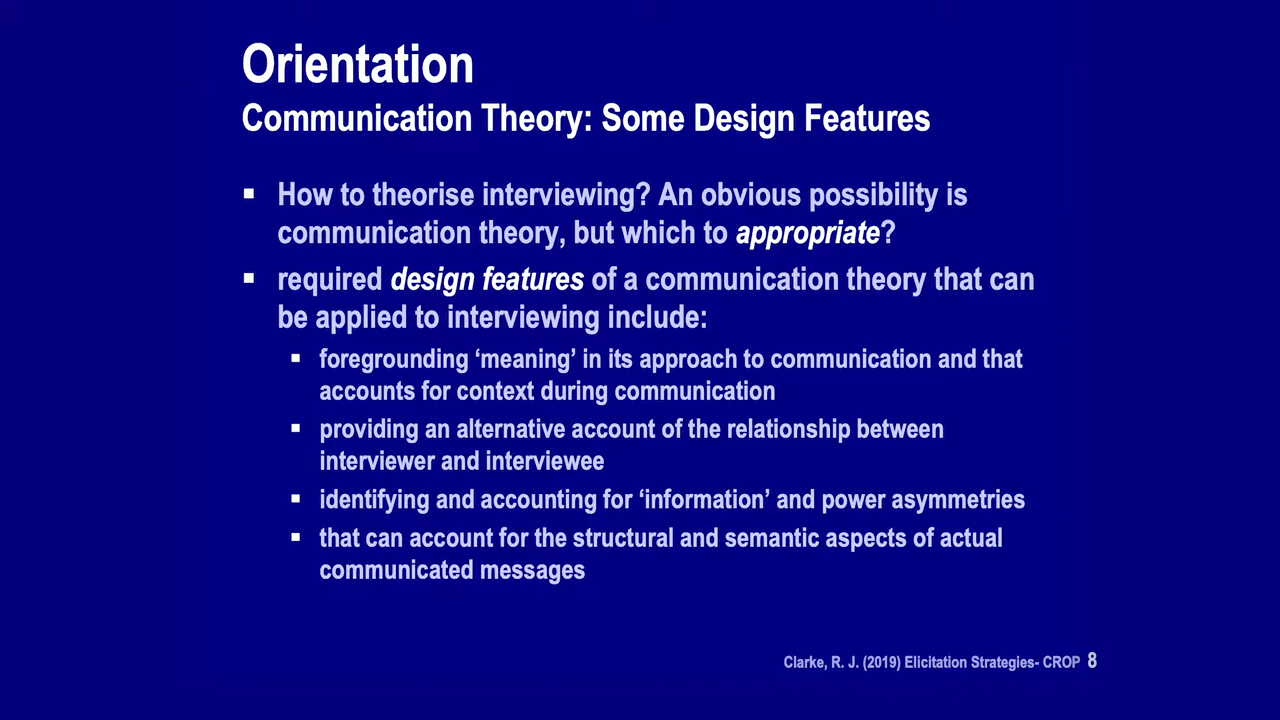 Orientation
Communication Theory: Some Design Features
▪ How to theorise interviewing? An obvious possibility is
communication theory, but which to appropriate?
▪ required design features of a communication theory that can
be applied to interviewing include:
▪ foregrounding ‘meaning’ in its approach to communication and that
accounts for context during communication
▪ providing an alternative account of the relationship between
interviewer and interviewee
▪ identifying and accounting for ‘information’ and power asymmetries
▪ that can account for the structural and semantic aspects of actual
communicated messages
Clarke, R. J. (2019) Elicitation Strategies- CROP 8